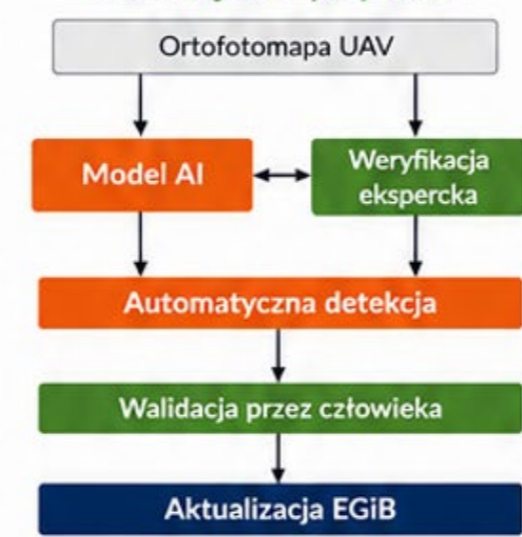 Ortofotomapa UAV
Model AI
Weryfikacja
ekspercka
Automatyczna detekcja
Walidacja przez człowieka
Aktualizacja EGiB